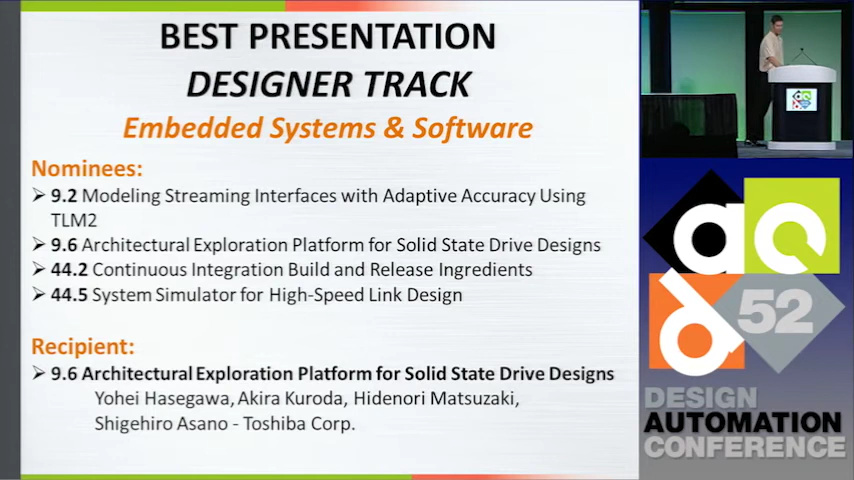 BEST PRESENTATION
DESIGNER TRACK
Embedded Systems & Software
Nominees:
➢ 9.2 Modeling Streaming Interfaces with Adaptive Accuracy Using
TLM2
➢ 9.6 Architectural Exploration Platform for Solid State Drive Designs
➢ 44.2 Continuous Integration Build and Release Ingredients
➢ 44.5 System Simulator for High-Speed Link Design
Recipient:
➢ 9.6 Architectural Exploration Platform for Solid State Drive Designs
Yohei Hasegawa, Akira Kuroda, Hidenori Matsuzaki,
Shigehiro Asano - Toshiba Corp.
dac
52
DESIGN
AUTOMATION
CONFERENCE